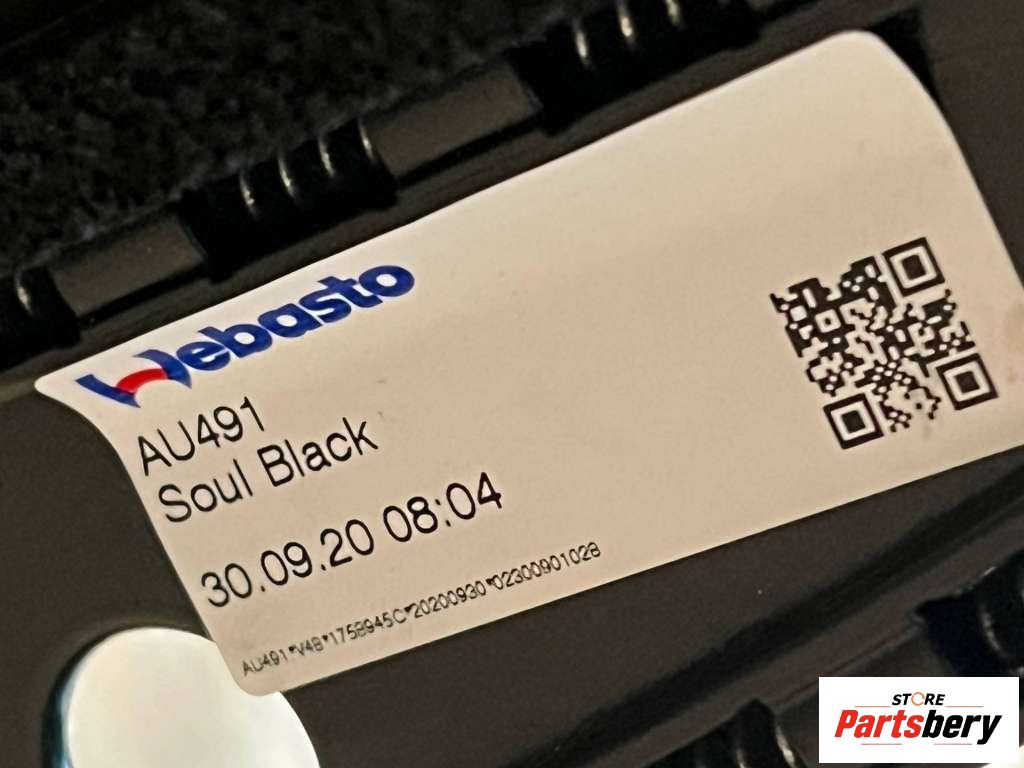 Webasto
AU491
Soul Black
30.09.20 08:04
AU491*V48*1758945C*20200930*02300901028
STORE
Partsbery